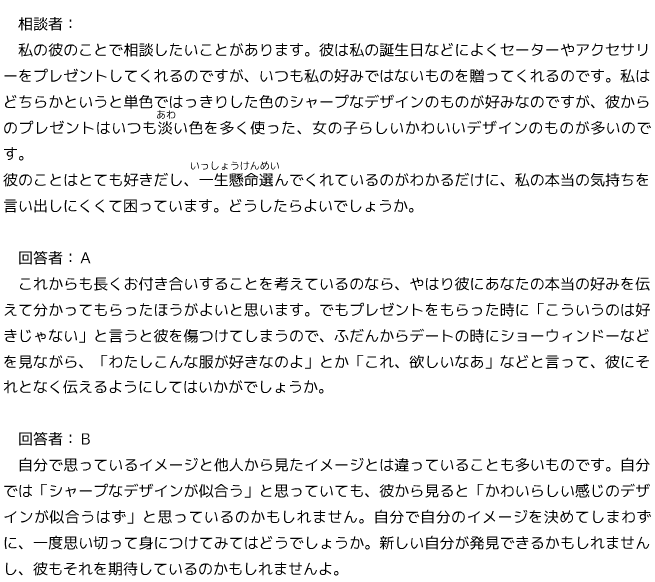 相談者：
私の彼のことで相談したいことがあります。彼は私の誕生日などによくセーターやアクセサリ
ーをプレゼントしてくれるのですが、いつも私の好みではないものを贈ってくれるのです。私は
どちらかというと単色ではっきりした色のシャープなデザインのものが好みなのですが、彼から
あわ
のプレゼントはいつも淡い色を多く使った、女の子らしいかわいいデザインのものが多いので
す。
いっしょうけんめい
彼のことはとても好きだし、一生懸命選んでくれているのがわかるだけに、私の本当の気持ちを
言い出しにくくて困っています。どうしたらよいでしょうか。
回答者：Ａ
これからも長くお付き合いすることを考えているのなら、やはり彼にあなたの本当の好みを伝
えて分かってもらったほうがよいと思います。でもプレゼントをもらった時に「こういうのは好
きじゃない」と言うと彼を傷つけてしまうので、ふだんからデートの時にショーウィンドーなど
を見ながら、「わたしこんな服が好きなのよ」とか「これ、欲しいなあ」などと言って、彼にそ
れとなく伝えるようにしてはいかがでしょうか。
回答者：Ｂ
自分で思っているイメージと他人から見たイメージとは違っていることも多いものです。自分
では「シャープなデザインが似合う」と思っていても、彼から見ると「かわいらしい感じのデザ
インが似合うはず」と思っているのかもしれません。自分で自分のイメージを決めてしまわず
に、一度思い切って身につけてみてはどうでしょうか。新しい自分が発見できるかもしれません
し、彼もそれを期待しているのかもしれませんよ。